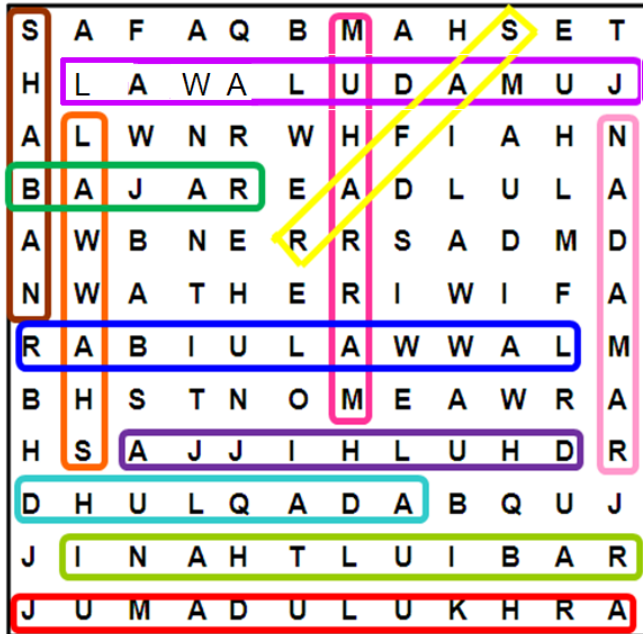 S A F A Q B M A H S E T
H L A W A L U D A M U J
A L W N R W H F I A H N
B A J A R E A D L U L A
A W B N E R R S A D M D
N W A T H E R I W I F A
R A B I U L A W W A L M
B H S T N O M E A W R A
H S A J J I H L U H D R
D H U L Q A D A B Q U J
J I N A H T L U I B A R
J U M A D U L U K H R A